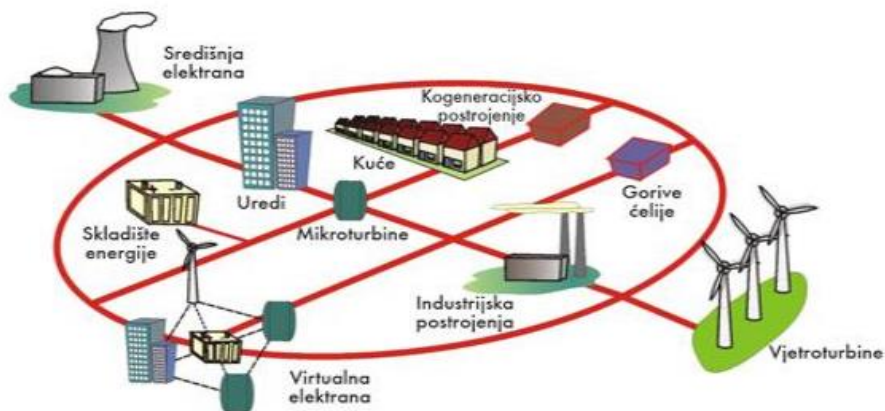 Središnja
elektrana
Kogeneracijsko
postrojenje
Kuće
Uredi
Gorive
ćelije
Skladište
energije
Mikroturbine
Industrijska
postrojenja
Vjetroturbine
Virtualna
elektrana